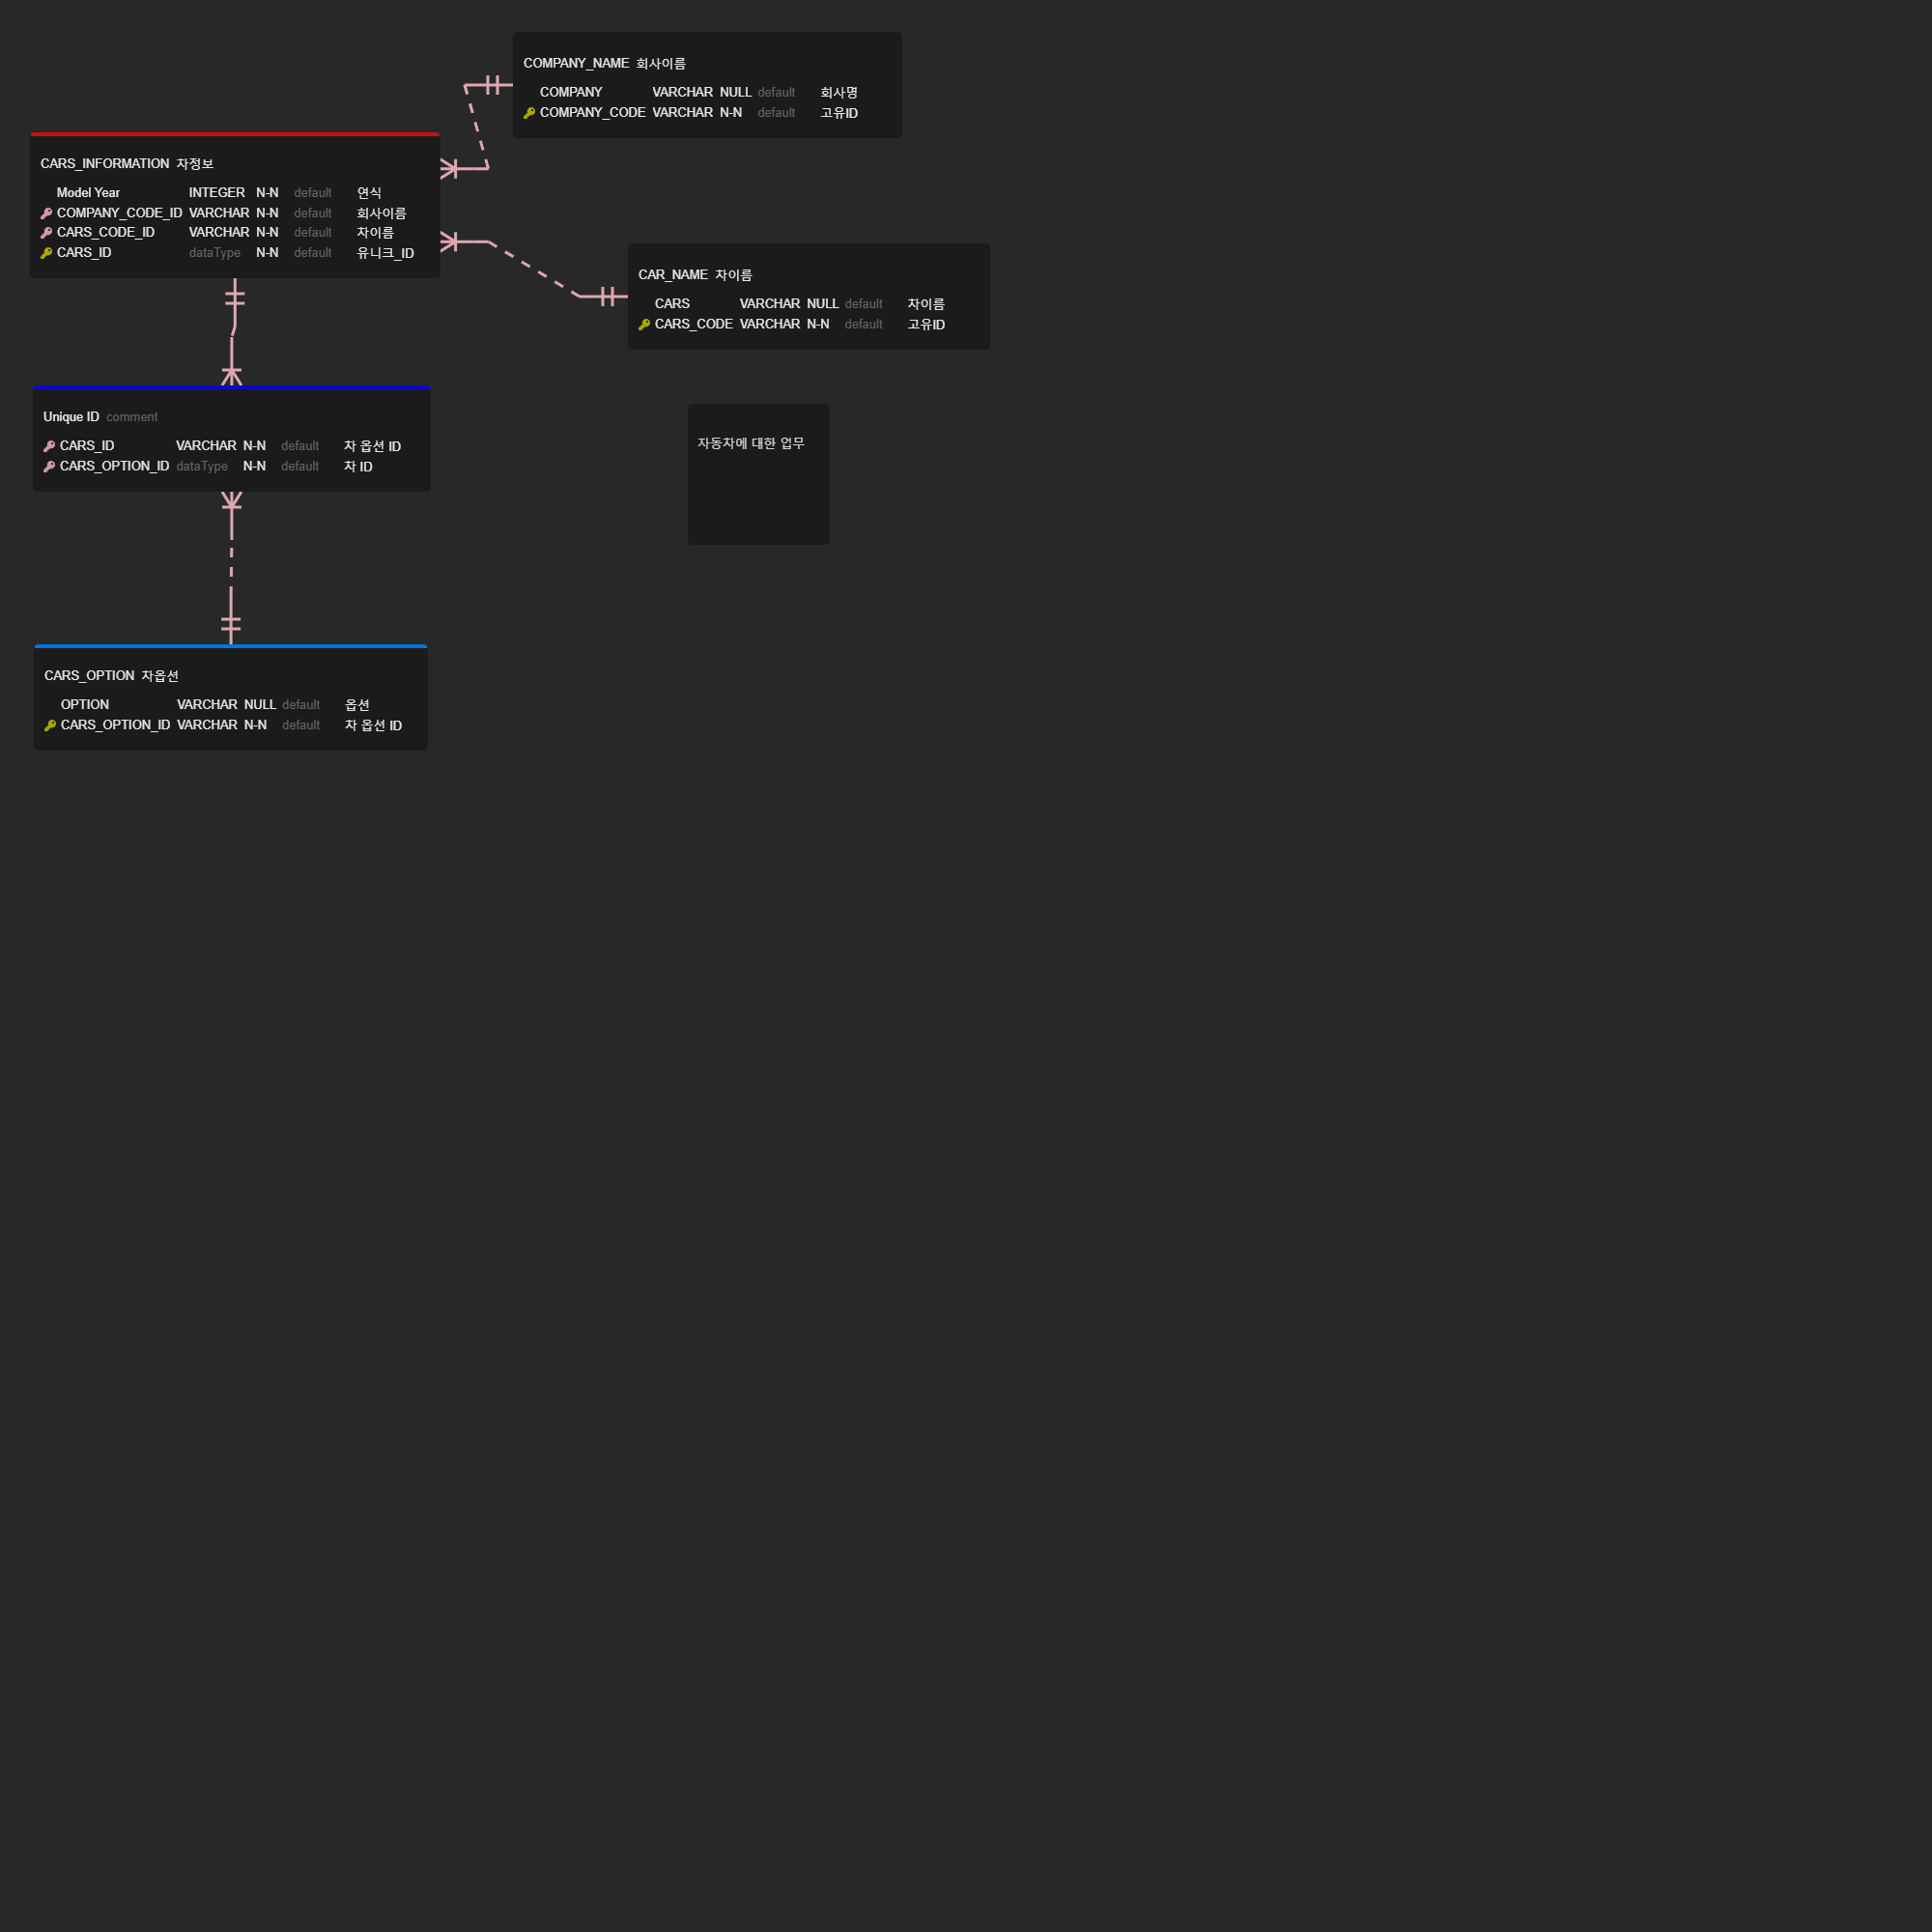 COMPANY_NAME 회사이름
COMPANY VARCHAR NULL default 회사명
COMPANY_CODE VARCHAR N-N default 고유ID
CARS_INFORMATION 차정보
Model Year INTEGER N-N default 연식
COMPANY_CODE_ID VARCHAR N-N default 회사이름
CARS_CODE_ID VARCHAR N-N default 차이름
CARS_ID dataType N-N default 유니크_ID
CAR_NAME 차이름
CARS VARCHAR NULL default 차이름
CARS_CODE VARCHAR N-N default 고유ID
Unique ID comment
CARS_ID VARCHAR N-N default 차 옵션 ID
CARS_OPTION_ID dataType N-N default 차 ID
자동차에 대한 업무
CARS_OPTION 차옵션
OPTION VARCHAR NULL default 옵션
CARS_OPTION_ID VARCHAR N-N default 차 옵션 ID